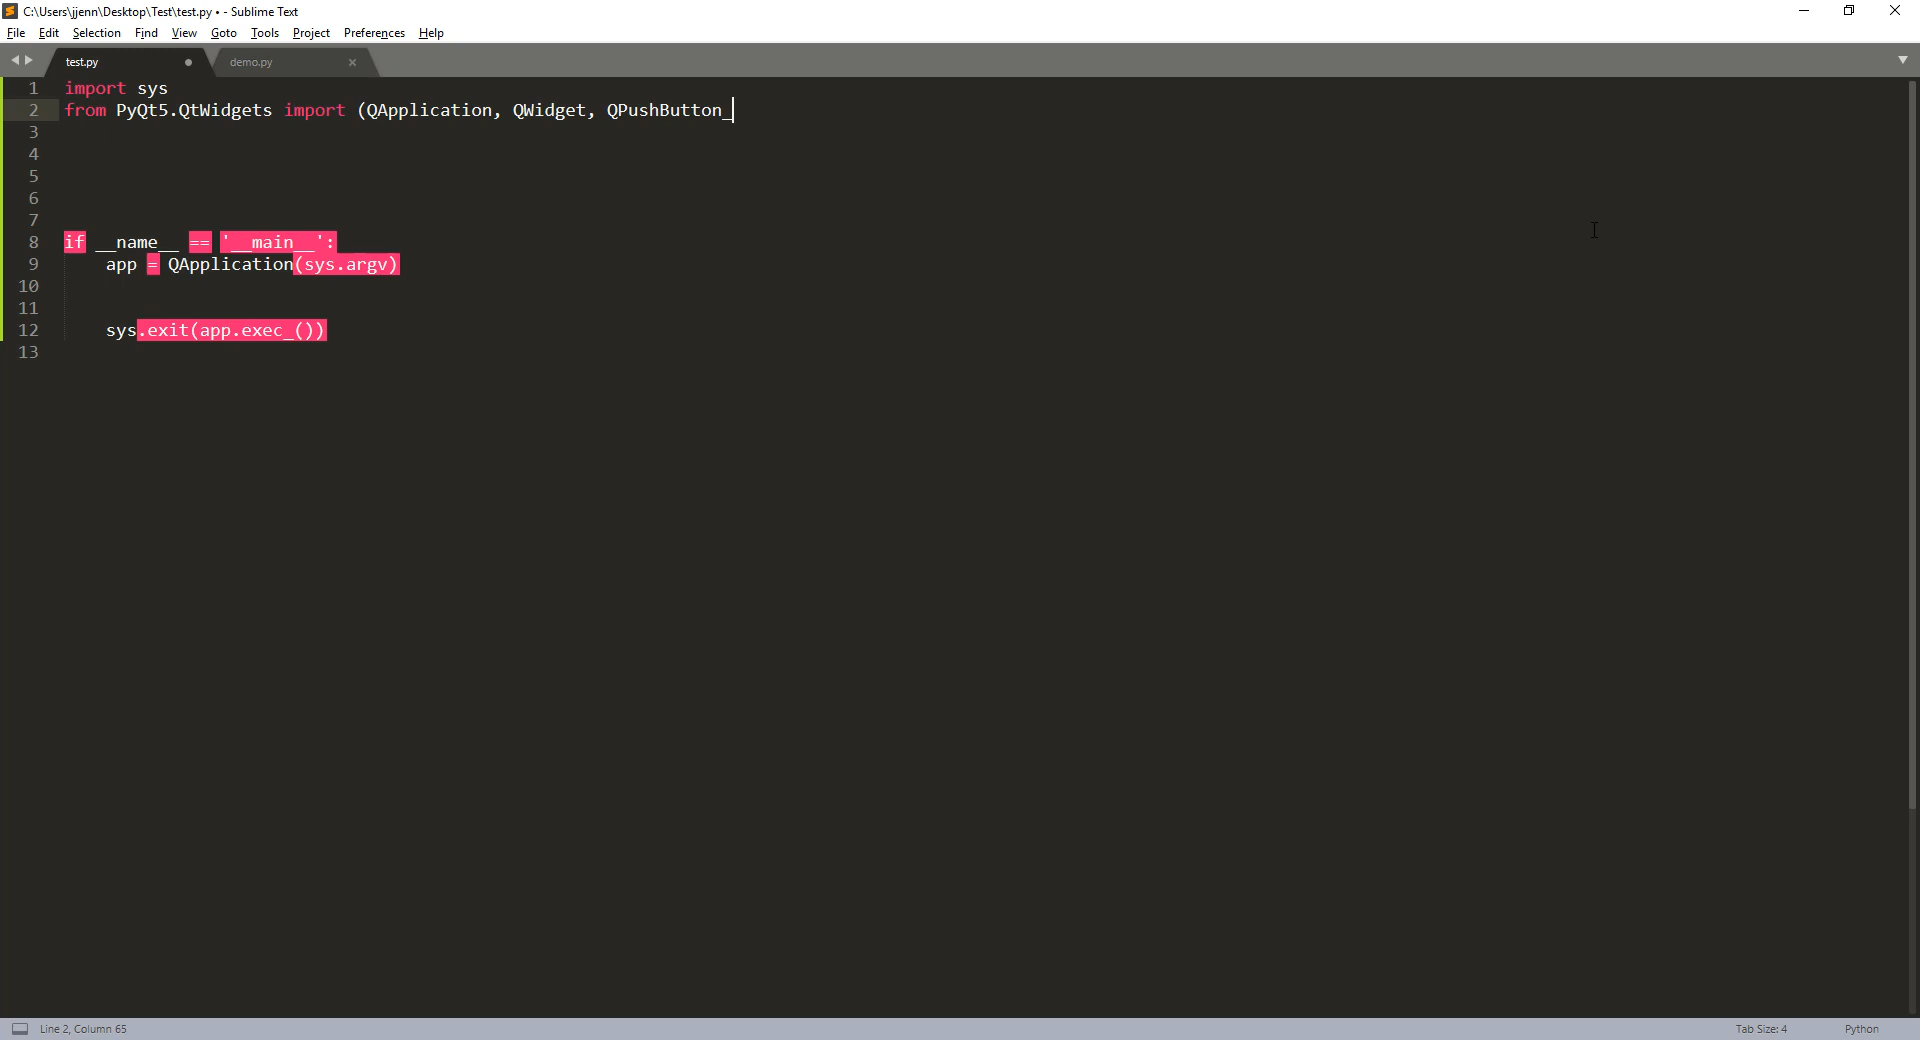 C:\Users\jjenn\Desktop\Test\test.py • - Sublime Text
File Edit Selection Find View Goto Tools Project Preferences Help
test.py demo.py
1 import sys
2 from PyQt5.QtWidgets import (QApplication, QWidget, QPushButton_
3
4
5
6
7
8 if __name__ == '__main__':
9 app = QApplication(sys.argv)
10
11
12 sys.exit(app.exec_())
13
Line 2, Column 65 Tab Size: 4 Python